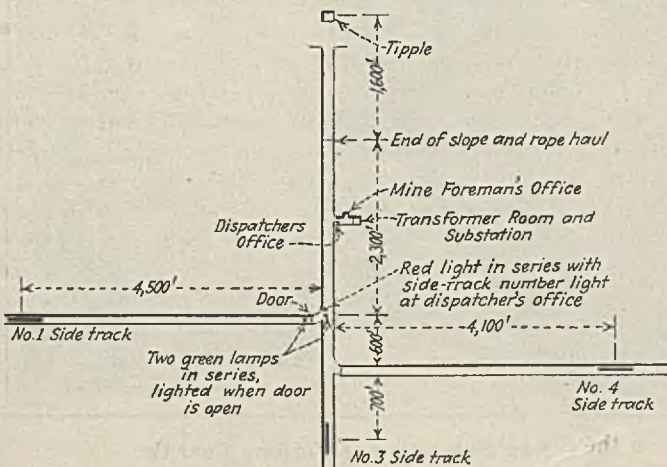 Tipple
1,600'
End of slope and rope haul
Mine Foreman's Office
Dispatchers
Office
Transformer Room and
Substation
2,300'
4,500'
Door
Red light in series with
side-track number light
at dispatcher's office
4,100'
No.1 Side track
600'
Two green lamps
in series,
lighted when door
is open
No. 4
Side track
700'
No.3 Side track